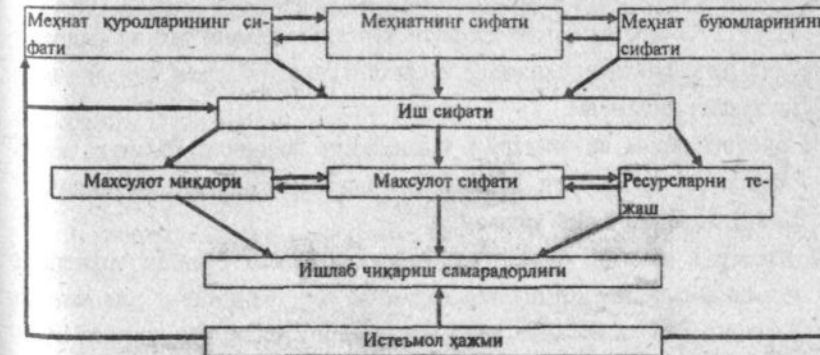 Меҳнат қуролларининг си-
фати
Меҳнатнинг сифати
Меҳнат буюмларининг
сифати
Иш сифати
Махсулот миқдори
Махсулот сифати
Ресурсларни те-
жаш
Ишлаб чиқариш самарадорлиги
Истеъмол ҳажми